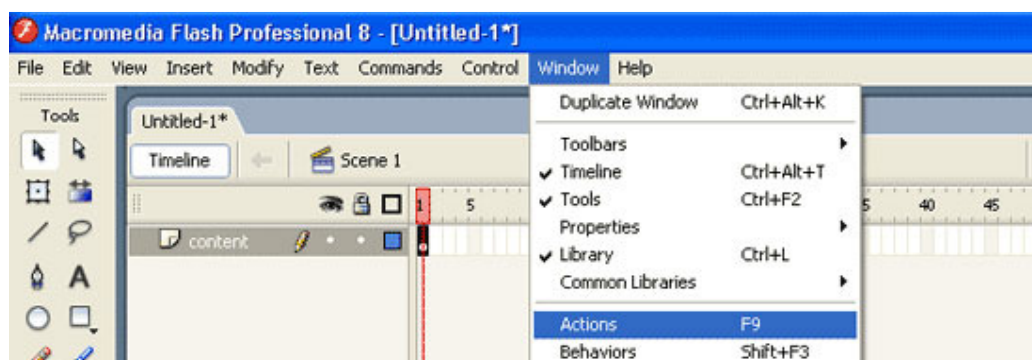 Macromedia Flash Professional 8 - [Untitled-1*]
File Edit View Insert Modify Text Commands Control Window Help
Tools
Untitled-1*
Timeline
Scene 1
1 5 40 45
content
A
Duplicate Window Ctrl+Alt+K
Toolbars
Timeline Ctrl+Alt+T
Tools Ctrl+F2
Properties
Library Ctrl+L
Common Libraries
Actions F9
Behaviors Shift+F3